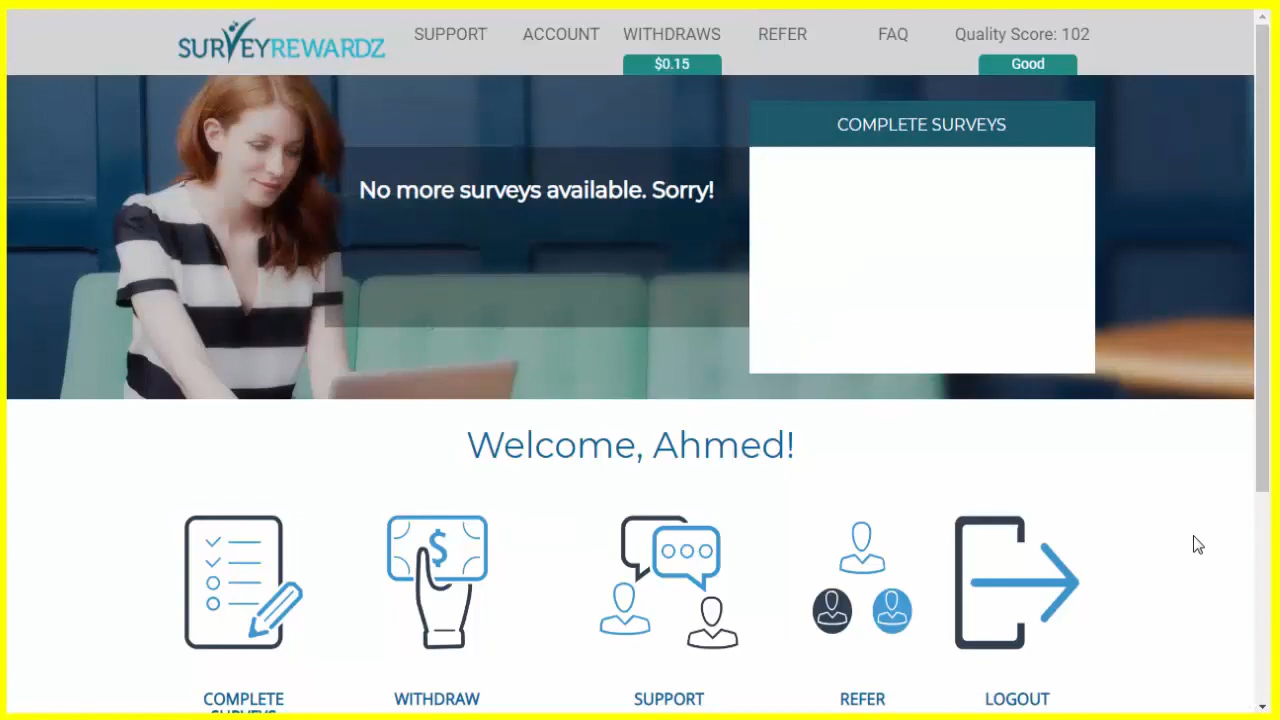 SURVEYREWARDZ
SUPPORT ACCOUNT WITHDRAWS REFER FAQ Quality Score: 102
$0.15 Good
COMPLETE SURVEYS
No more surveys available. Sorry!
Welcome, Ahmed!
COMPLETE SURVEYS
WITHDRAW
SUPPORT
REFER
LOGOUT